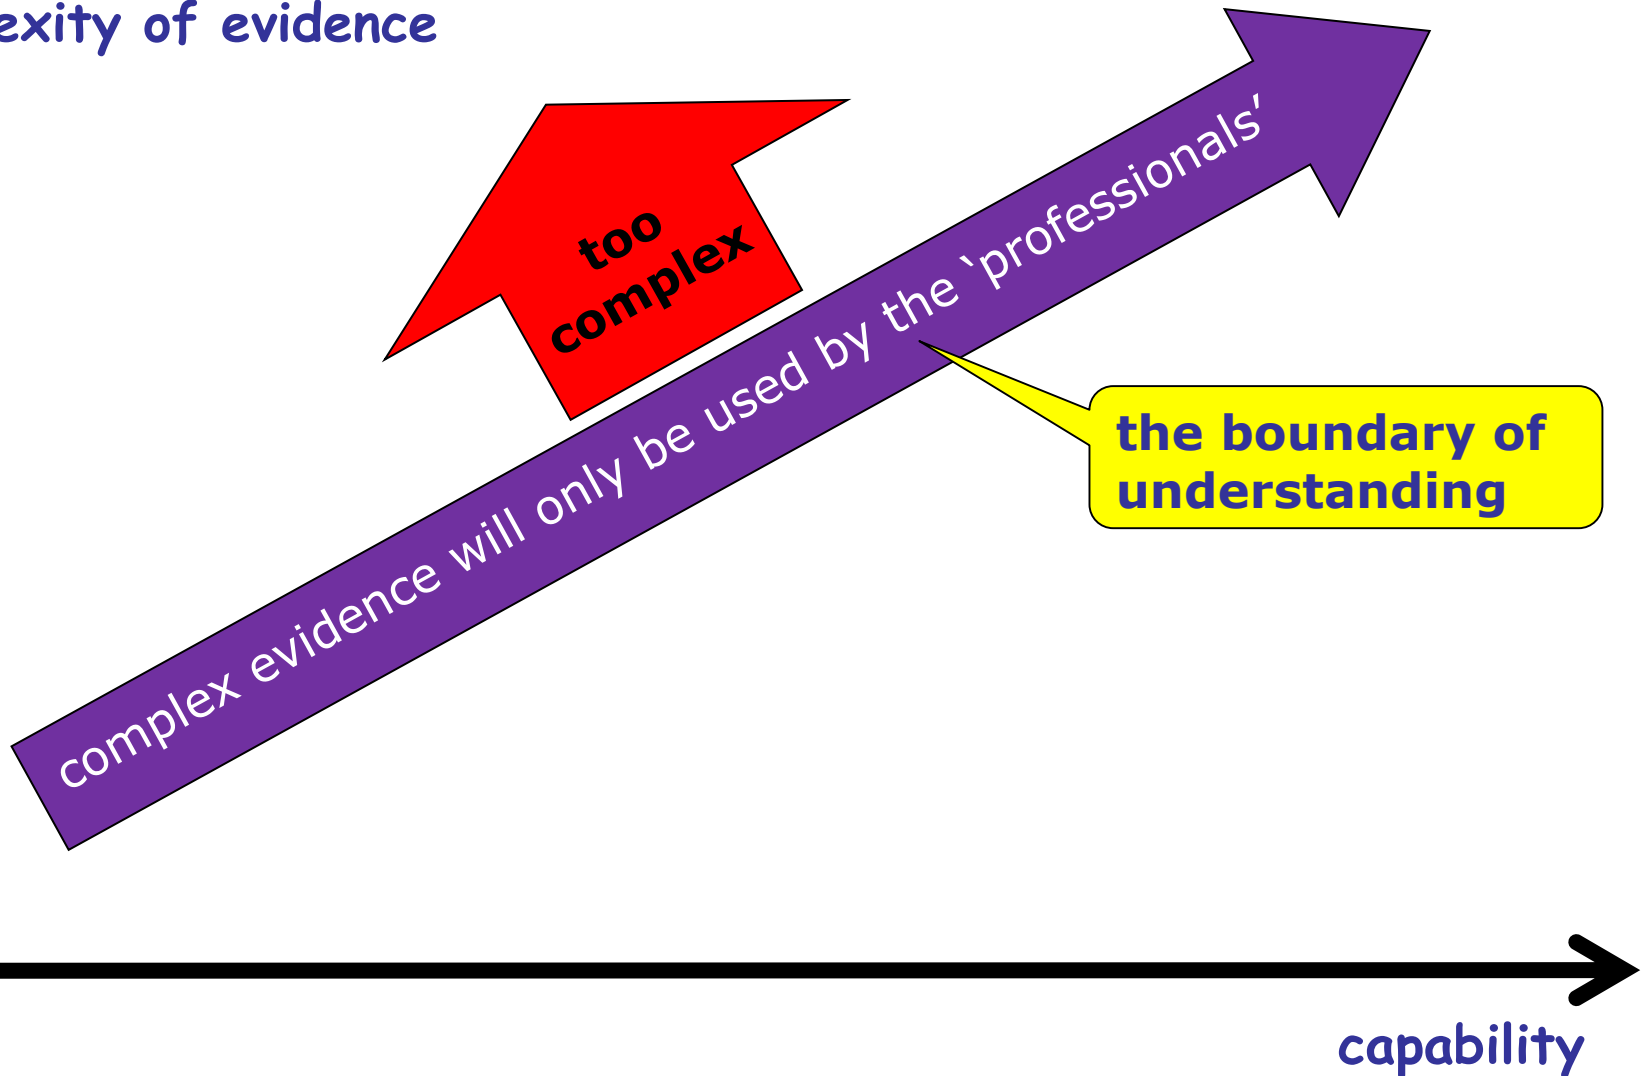 exity of evidence
too
complex
complex evidence will only be used by the ‘professionals’
the boundary of
understanding
capability